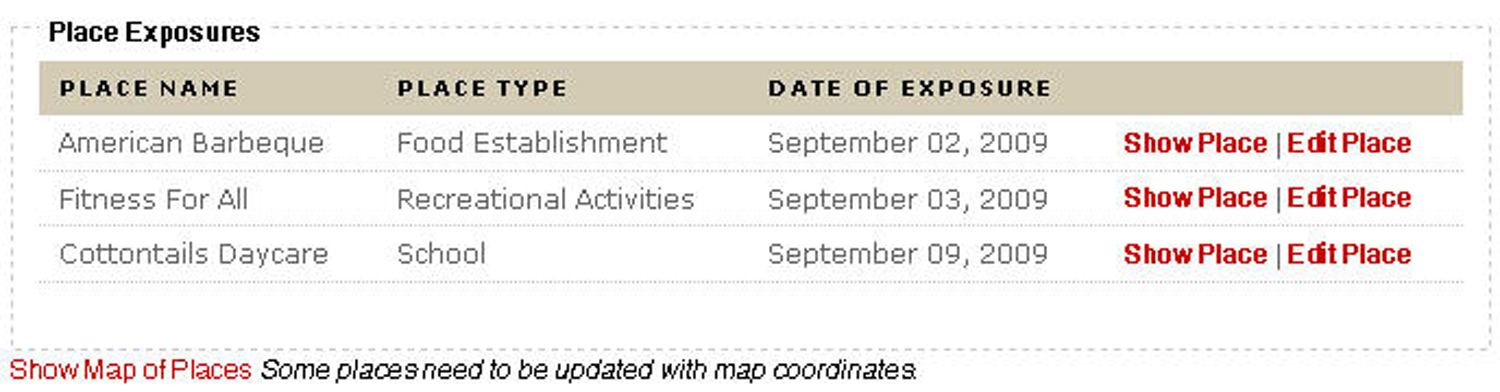 Place Exposures
PLACE NAME PLACE TYPE DATE OF EXPOSURE
American Barbeque Food Establishment September 02, 2009 Show Place | Edit Place
Fitness For All Recreational Activities September 03, 2009 Show Place | Edit Place
Cottontails Daycare School September 09, 2009 Show Place | Edit Place
Show Map of Places Some places need to be updated with map coordinates.